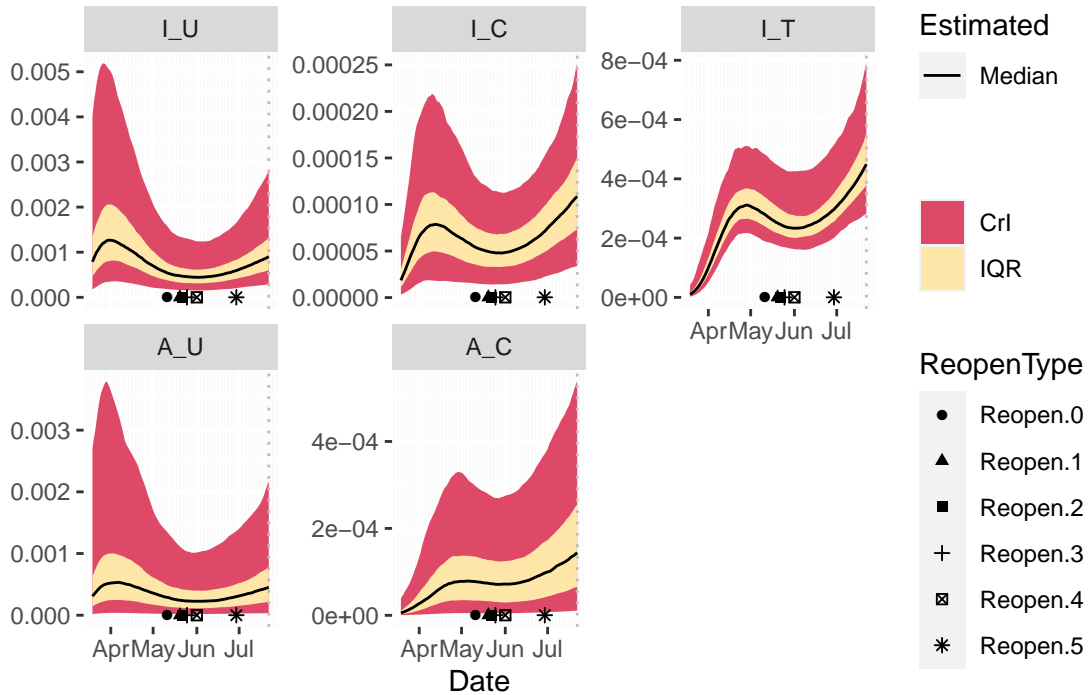 I_U
I_C
I_T
Estimated
0.005
0.004
0.003
0.002
0.001
0.000
0.00025
0.00020
0.00015
0.00010
0.00005
0.00000
8e−04
6e−04
4e−04
2e−04
0e+00
Median
CrI
IQR
Apr May Jun Jul
A_U
A_C
0.003
0.002
0.001
0.000
4e−04
2e−04
0e+00
ReopenType
Reopen.0
Reopen.1
Reopen.2
Reopen.3
Reopen.4
Reopen.5
Apr May Jun Jul
Apr May Jun Jul
Date